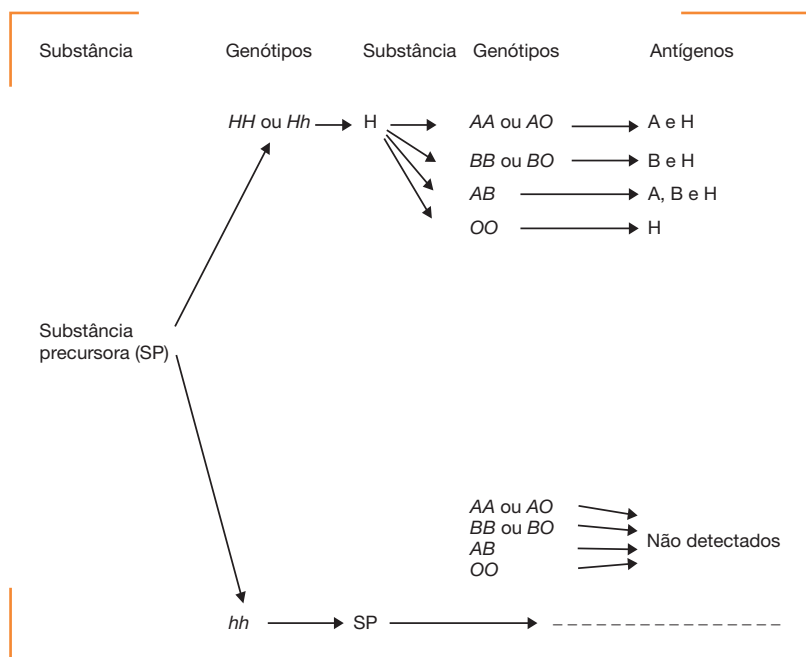 Substância Genótipos Substância Genótipos Antígenos
HH ou Hh H AA ou AO A e H
BB ou BO B e H
AB A, B e H
OO H
Substância
precursora (SP)
AA ou AO
BB ou BO
AB
OO
Não detectados
hh SP